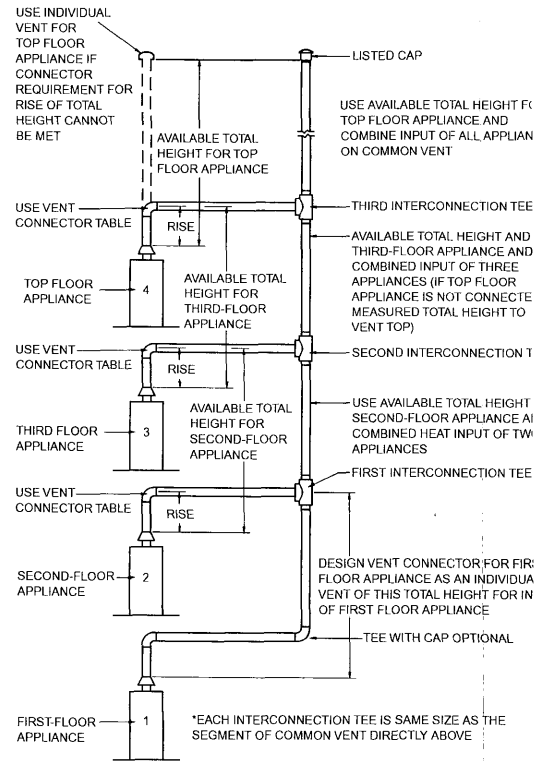 USE INDIVIDUAL
VENT FOR
TOP FLOOR
APPLIANCE IF
CONNECTOR
REQUIREMENT FOR
RISE OF TOTAL
HEIGHT CANNOT
BE MET
LISTED CAP
USE AVAILABLE TOTAL HEIGHT
TOP FLOOR APPLIANCE AND
COMBINE INPUT OF ALL
ON COMMON VENT
AVAILABLE TOTAL
HEIGHT FOR TOP
FLOOR APPLIANCE
USE VENT
CONNECTOR TABLE
RISE
THIRD INTERCONNECTION TEE
AVAILABLE TOTAL HEIGHT AND
THIRD-FLOOR APPLIANCE AND
COMBINED INPUT OF THREE
APPLIANCES (IF TOP FLOOR
APPLIANCE IS NOT
MEASURED TOTAL HEIGHT TO
VENT TOP)
TOP FLOOR
APPLIANCE
4
AVAILABLE TOTAL
HEIGHT FOR
THIRD-FLOOR
APPLIANCE
USE VENT
CONNECTOR TABLE
RISE
SECOND INTERCONNECTION
THIRD FLOOR
APPLIANCE
3
AVAILABLE TOTAL
HEIGHT FOR
SECOND-FLOOR
APPLIANCE
USE AVAILABLE TOTAL HEIGHT
SECOND-FLOOR APPLIANCE
COMBINED HEAT INPUT OF
APPLIANCES
FIRST INTERCONNECTION TEE
USE VENT
CONNECTOR TABLE
RISE
SECOND-FLOOR
APPLIANCE
2
DESIGN VENT CONNECTOR FOR
FLOOR APPLIANCE AS AN
VENT OF THIS TOTAL HEIGHT FOR
OF FIRST FLOOR APPLIANCE
TEE WITH CAP OPTIONAL
FIRST-FLOOR
APPLIANCE
1
*EACH INTERCONNECTION TEE IS SAME SIZE AS THE
SEGMENT OF COMMON VENT DIRECTLY ABOVE